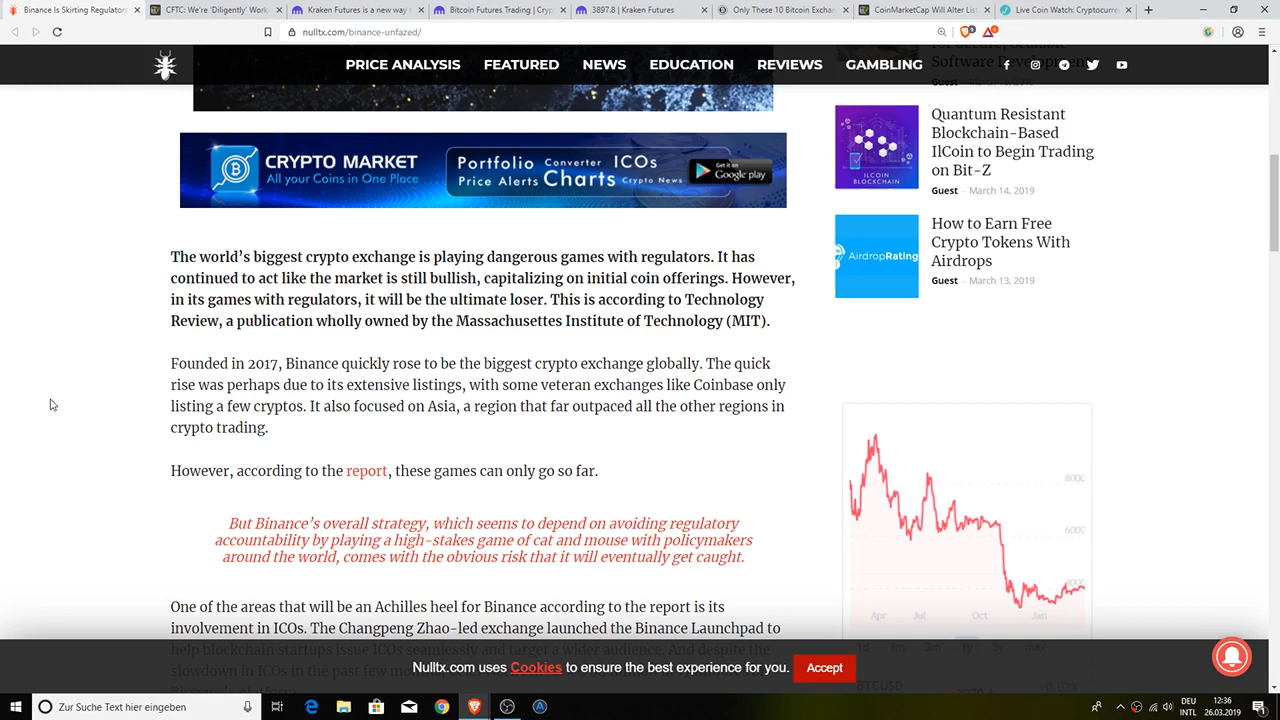 Binance Is Skirting Regulators
CFTC: We're 'Diligently' Work
Kraken Futures is a new way t
Bitcoin Futures Trading | Cryp
3897.8 | Kraken Futures
Only These 10 Bitcoin Exchan
CoinMarketCap Will Alter List
Live Coin Watch: Cryptocurre
nulltx.com/binance-unfazed/
PRICE ANALYSIS
FEATURED
NEWS
EDUCATION
REVIEWS
GAMBLING
Software Development
Guest
CRYPTO MARKET
All your Coins in One Place
Portfolio Converter ICOs
Price Alerts Charts Crypto News
Get it on
Google play
Quantum Resistant
Blockchain-Based
IlCoin to Begin Trading
on Bit-Z
Guest - March 14, 2019
ILCOIN
BLOCKCHAIN
How to Earn Free
Crypto Tokens With
Airdrops
Guest - March 13, 2019
AirdropRating
The world's biggest crypto exchange is playing dangerous games with regulators. It has
continued to act like the market is still bullish, capitalizing on initial coin offerings. However,
in its games with regulators, it will be the ultimate loser. This is according to Technology
Review, a publication wholly owned by the Massachusettes Institute of Technology (MIT).
Founded in 2017, Binance quickly rose to be the biggest crypto exchange globally. The quick
rise was perhaps due to its extensive listings, with some veteran exchanges like Coinbase only
listing a few cryptos. It also focused on Asia, a region that far outpaced all the other regions in
crypto trading.
However, according to the report, these games can only go so far.
But Binance's overall strategy, which seems to depend on avoiding regulatory
accountability by playing a high-stakes game of cat and mouse with policymakers
around the world, comes with the obvious risk that it will eventually get caught.
One of the areas that will be an Achilles heel for Binance according to the report is its
involvement in ICOs. The Changpeng Zhao-led exchange launched the Binance Launchpad to
help blockchain startups issue ICOs seamlessly and target a wider audience. And despite the
slowdown in ICOs in the past few
8000
6000
4000
Apr
Jul
Oct
Jan
1d
1m
3m
1y
5y
max
BTCUSD
Nulltx.com uses Cookies to ensure the best experience for you.
Accept
Zur Suche Text hier eingeben
DEU
INTL
12:36
26.03.2019